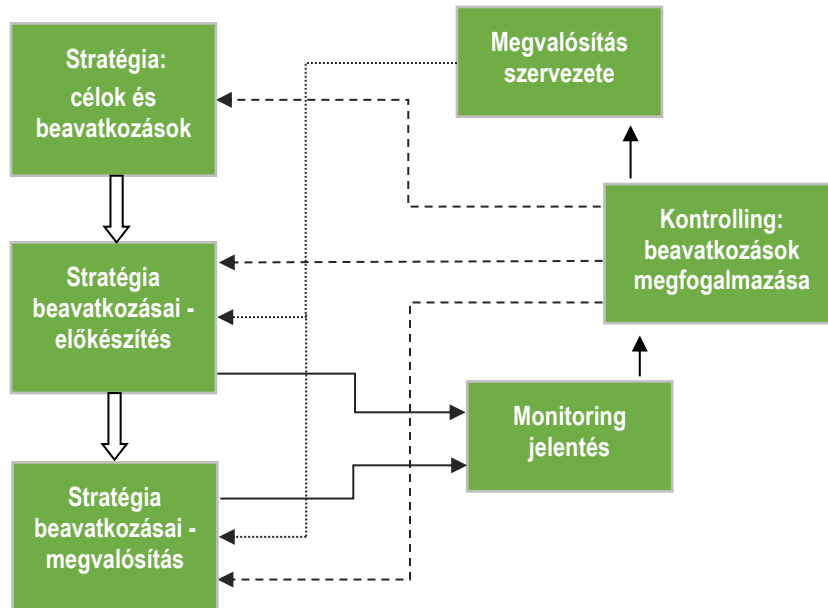 Stratégia:
célok és
beavatkozások
Megvalósítás
szervezete
Kontrolling:
beavatkozások
megfogalmazása
Stratégia
beavatkozásai -
előkészítés
Monitoring
jelentés
Stratégia
beavatkozásai -
megvalósítás